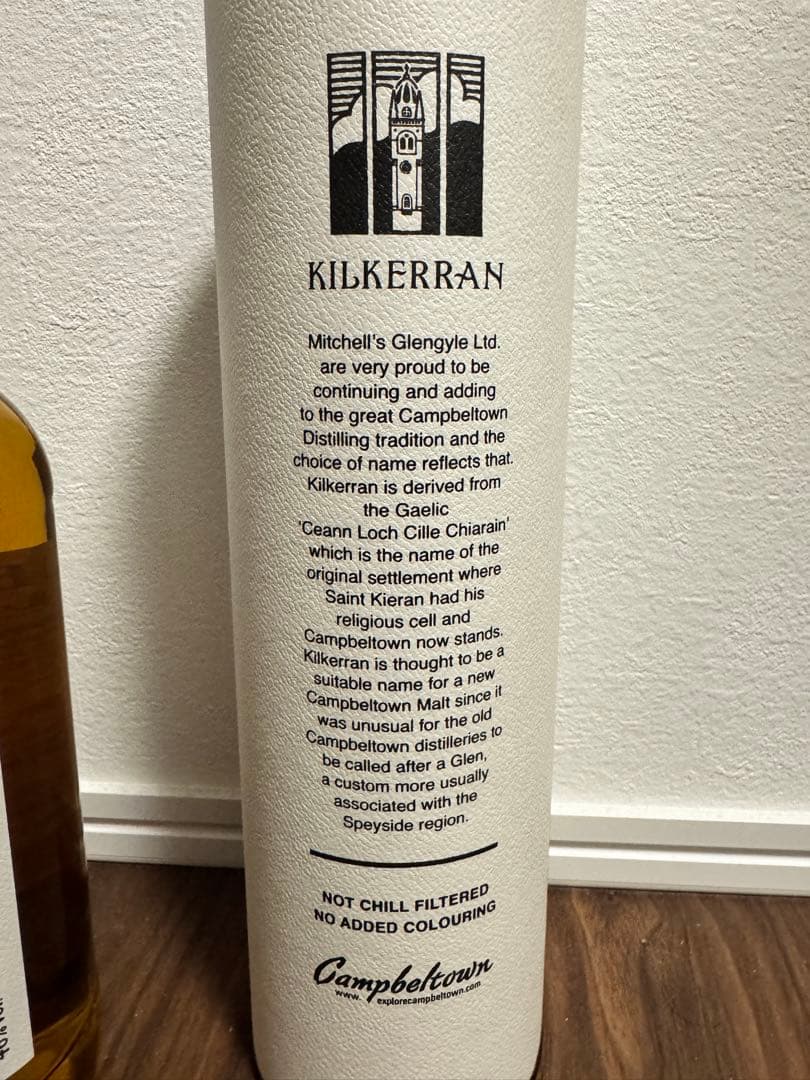 KILKERRAN
Mitchell's Glengyle Ltd.
are very proud to be
continuing and adding
to the great Campbeltown
Distilling tradition and the
choice of name reflects that.
Kilkerran is derived from
the Gaelic
'Ceann Loch Cille Chiarain'
which is the name of the
original settlement where
Saint Kieran had his
religious cell and
Campbeltown now stands.
Kilkerran is thought to be a
suitable name for a new
Campbeltown Malt since it
was unusual for the old
Campbeltown distilleries to
be called after a Glen,
a custom more usually
associated with the
Speyside region.
NOT CHILL FILTERED
NO ADDED COLOURING
Campbeltown
www. explorecampbeltown.com